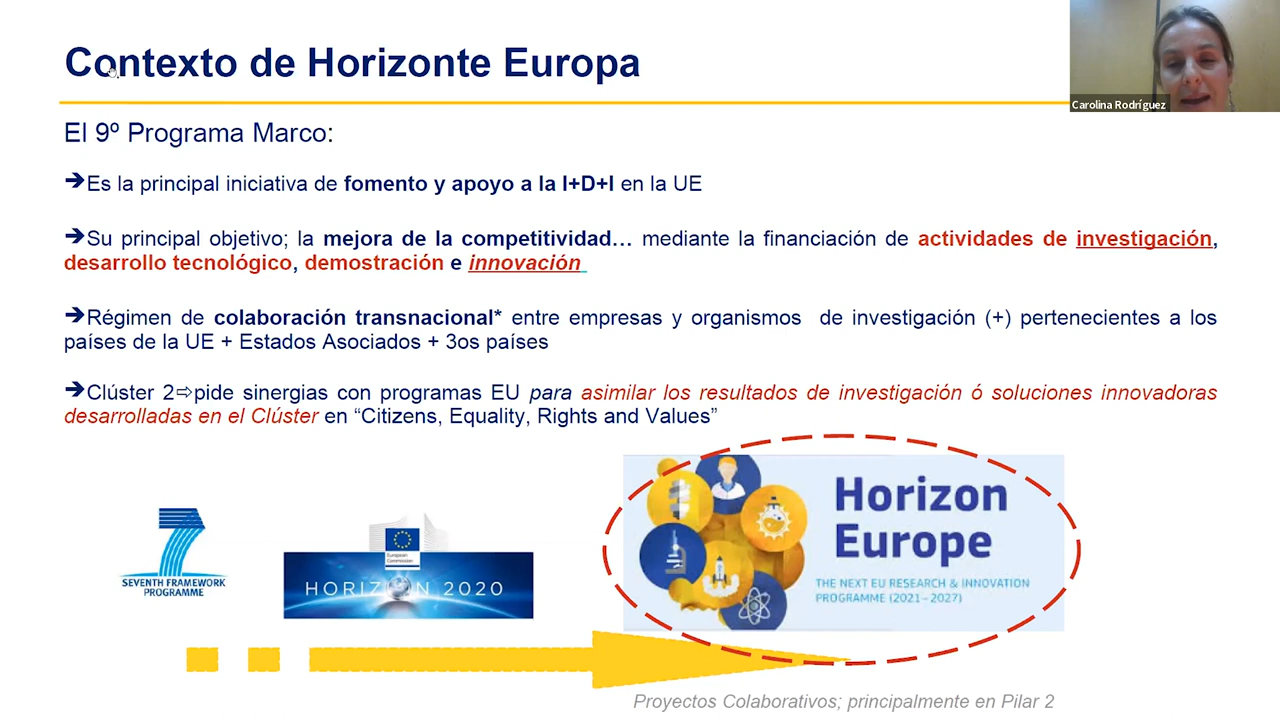 Contexto de Horizonte Europa
Carolina Rodríguez
El 9º Programa Marco:
➔Es la principal iniciativa de fomento y apoyo a la I+D+I en la UE
➔Su principal objetivo; la mejora de la competitividad… mediante la financiación de actividades de investigación,
desarrollo tecnológico, demostración e innovación
➔Régimen de colaboración transnacional* entre empresas y organismos de investigación (+) pertenecientes a los
países de la UE + Estados Asociados + 3os países
➔Clúster 2⇨pide sinergias con programas EU para asimilar los resultados de investigación ó soluciones innovadoras
desarrolladas en el Clúster en “Citizens, Equality, Rights and Values”
7
SEVENTH FRAMEWORK
PROGRAMME
European
Commission
HORIZON 2020
Horizon
Europe
THE NEXT EU RESEARCH & INNOVATION
PROGRAMME (2021–2027)
Proyectos Colaborativos; principalmente en Pilar 2